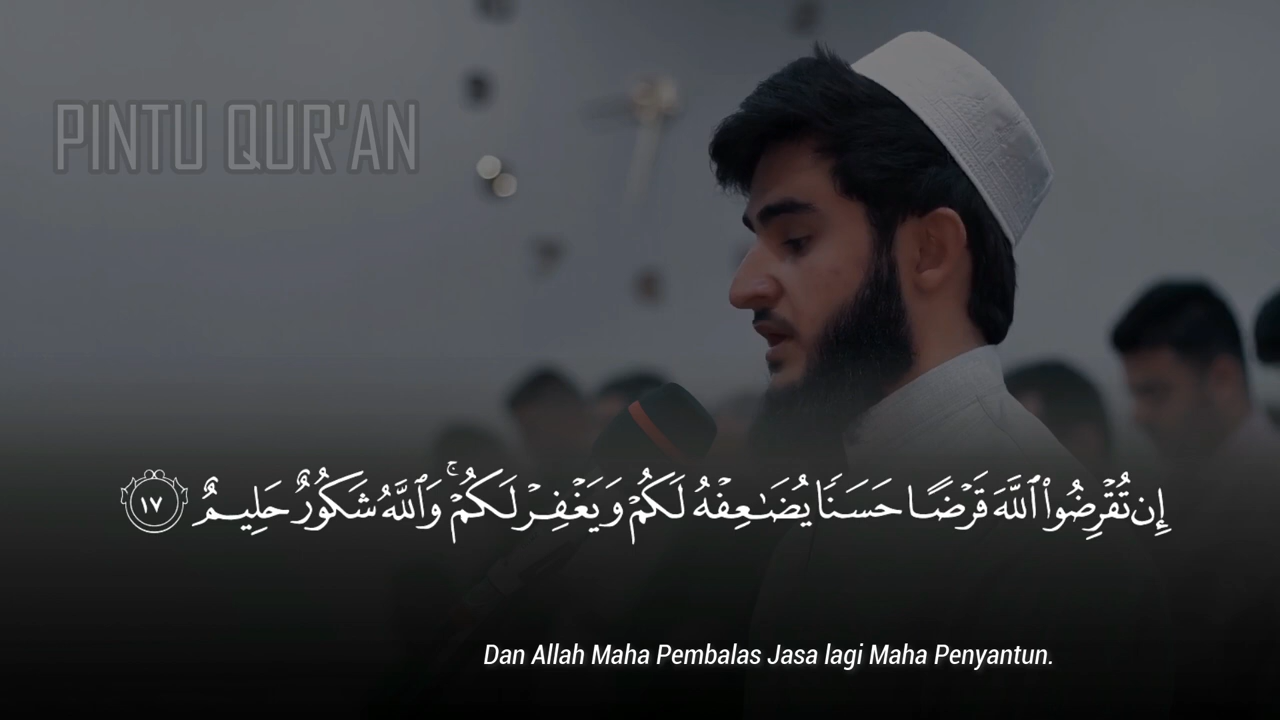 PINTU QUR'AN
إِن تُقْرِضُوا۟ ٱللَّهَ قَرْضًا حَسَنًا يُضَـٰعِفْهُ لَكُمْ وَيَغْفِرْ لَكُمْ ۚ وَٱللَّهُ شَكُورٌ حَلِيمٌ ١٧
Dan Allah Maha Pembalas Jasa lagi Maha Penyantun.